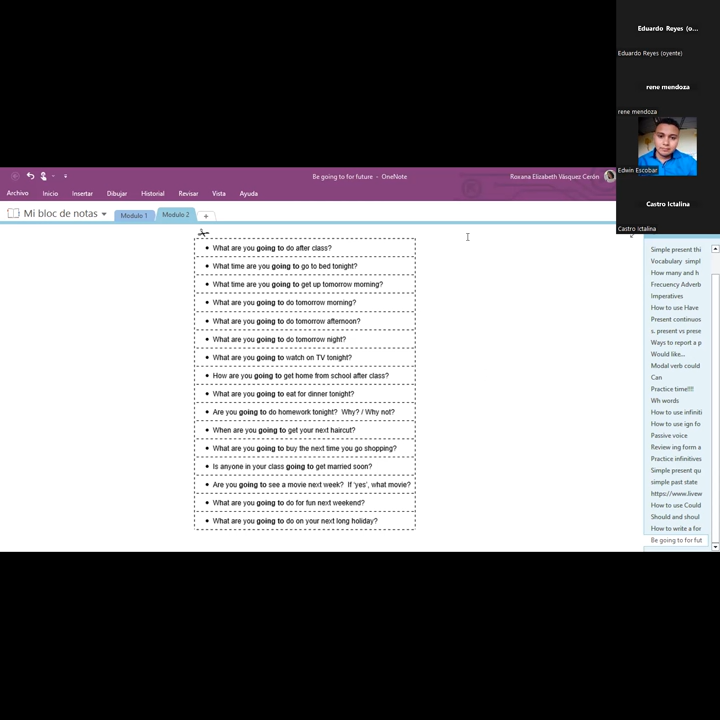 Eduardo Reyes (o...
Eduardo Reyes (oyente)
rene mendoza
rene mendoza
Edwin Escobar
Castro Ictalina
Castro Ictalina
Be going to for future - OneNote
Roxana Elizabeth Vásquez Cerón
Archivo Inicio Insertar Dibujar Historial Revisar Vista Ayuda
Mi bloc de notas Modulo 1 Modulo 2 +
• What are you going to do after class?
• What time are you going to go to bed tonight?
• What time are you going to get up tomorrow morning?
• What are you going to do tomorrow morning?
• What are you going to do tomorrow afternoon?
• What are you going to do tomorrow night?
• What are you going to watch on TV tonight?
• How are you going to get home from school after class?
• What are you going to eat for dinner tonight?
• Are you going to do homework tonight? Why? / Why not?
• When are you going to get your next haircut?
• What are you going to buy the next time you go shopping?
• Is anyone in your class going to get married soon?
• Are you going to see a movie next week? If 'yes', what movie?
• What are you going to do for fun next weekend?
• What are you going to do on your next long holiday?
Simple present thi
Vocabulary simpl
How many and h
Frecuency Adverb
Imperatives
How to use Have
Present continuos
s. present vs prese
Ways to report a p
Would like...
Modal verb could
Can
Practice time!!!!
Wh words
How to use infiniti
How to use ign fo
Passive voice
Review ing form a
Practice infinitives
Simple present qu
simple past state
https://www.livew
How to use Could
Should and shoul
How to write a for
Be going to for fut